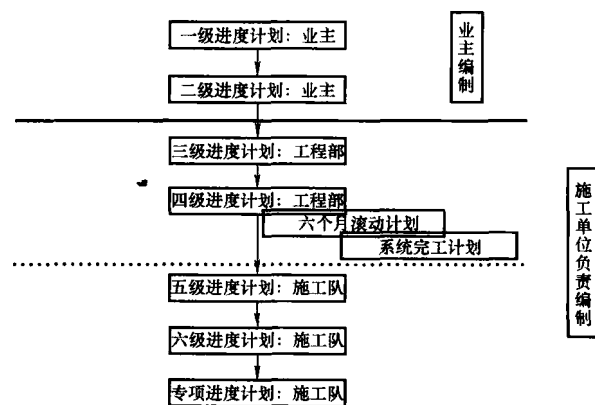 一级进度计划：业主
业主编制
二级进度计划：业主
三级进度计划：工程部
四级进度计划：工程部
六个月滚动计划
系统完工计划
施工单位负责编制
五级进度计划：施工队
六级进度计划：施工队
专项进度计划：施工队